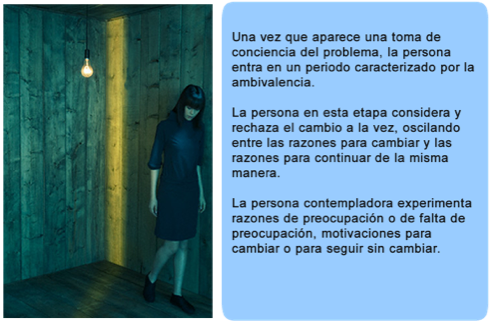 Una vez que aparece una toma de
conciencia del problema, la persona
entra en un periodo caracterizado por la
ambivalencia.
La persona en esta etapa considera y
rechaza el cambio a la vez, oscilando
entre las razones para cambiar y las
razones para continuar de la misma
manera.
La persona contempladora experimenta
razones de preocupación o de falta de
preocupación, motivaciones para
cambiar o para seguir sin cambiar.